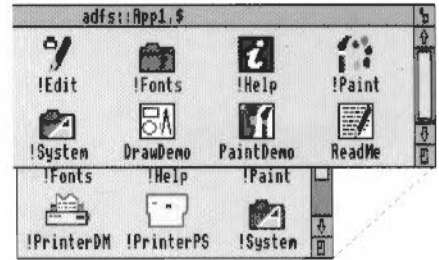 adfs::App1.$
!Edit !Fonts !Help !Paint
!System DrawDemo PaintDemo ReadMe
!Fonts !Help !Paint
!PrinterDM !PrinterPS !System